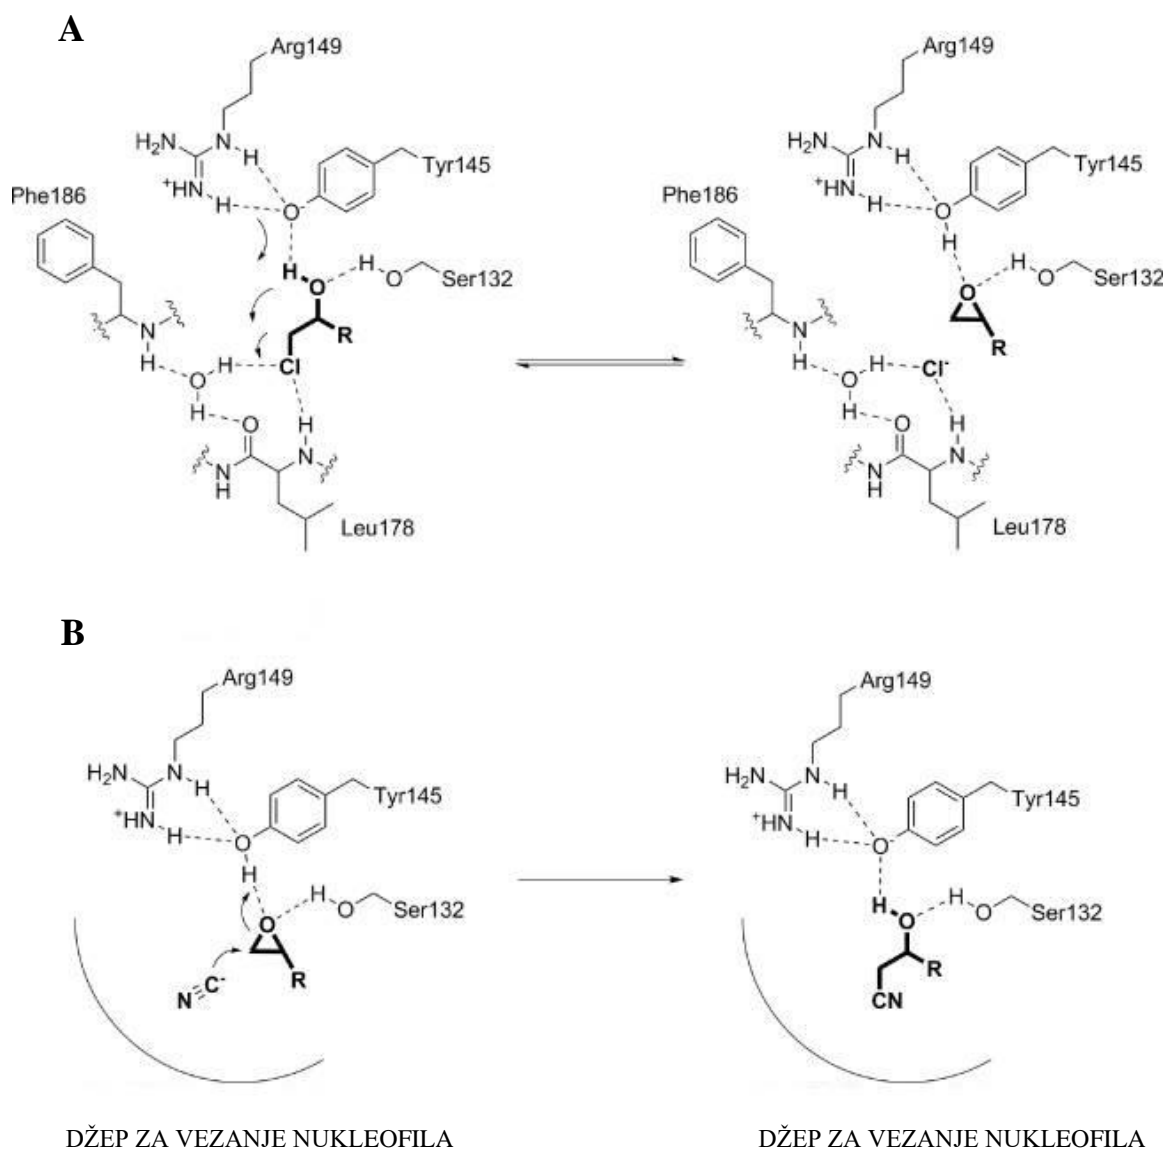 A
Arg149
Arg149
H₂N
N
H
⁺HN
H
O⁻
Tyr145
H₂N
N
H
⁺HN
H
O
Tyr145
Phe186
H
O
H
O
Ser132
R
Phe186
H
H
O
Ser132
O
R
N
H
H
O
H
Cl
N
H
H
O
H
Cl⁻
O
H
N
N
H
O
H
N
N
H
Leu178
Leu178
B
Arg149
Arg149
H₂N
N
H
⁺HN
H
O
Tyr145
H₂N
N
H
⁺HN
H
O⁻
Tyr145
H
H
O
Ser132
O
R
N≡C⁻
H
O
H
O
Ser132
R
CN
DŽEP ZA VEZANJE NUKLEOFILA
DŽEP ZA VEZANJE NUKLEOFILA